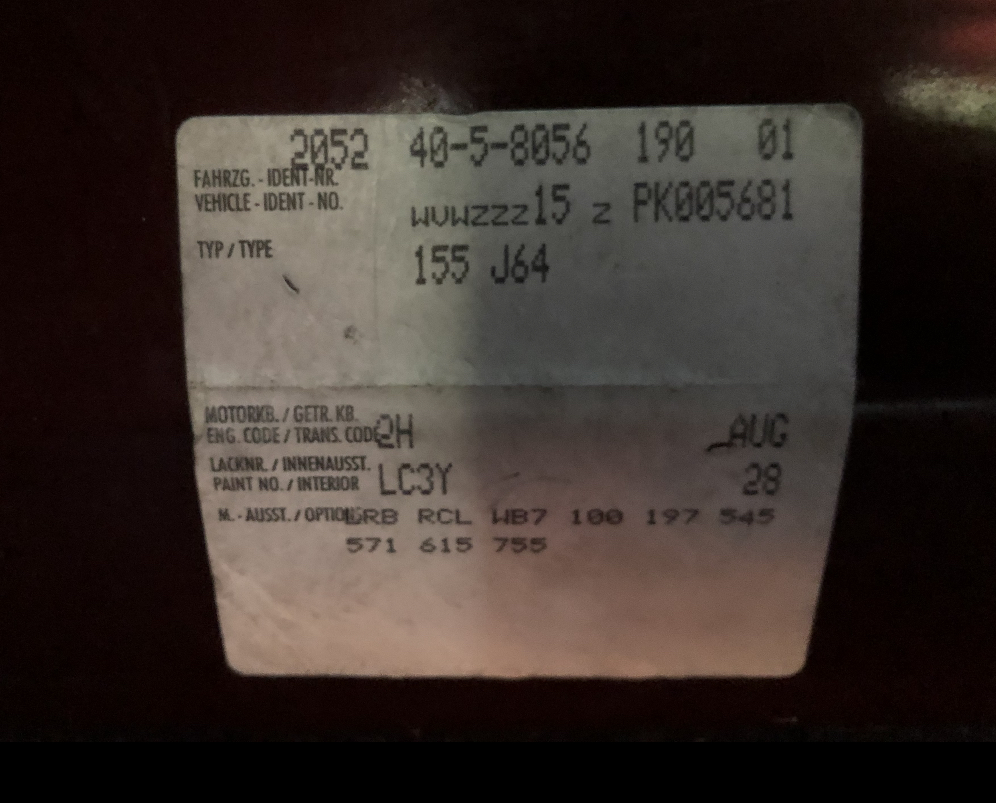 2052 40-5-8056 190 01
FAHRZG. - IDENT-NR.
VEHICLE - IDENT - NO. WVWZZZ15 Z PK005681
TYP / TYPE 155 J64
MOTORKB. / GETR. KB.
ENG. CODE / TRANS. CODE 2H AUG
LACKNR. / INNENAUSST.
PAINT NO. / INTERIOR LC3Y 28
M. - AUSST. / OPTIONS RCL WB7 100 197 545
571 615 755